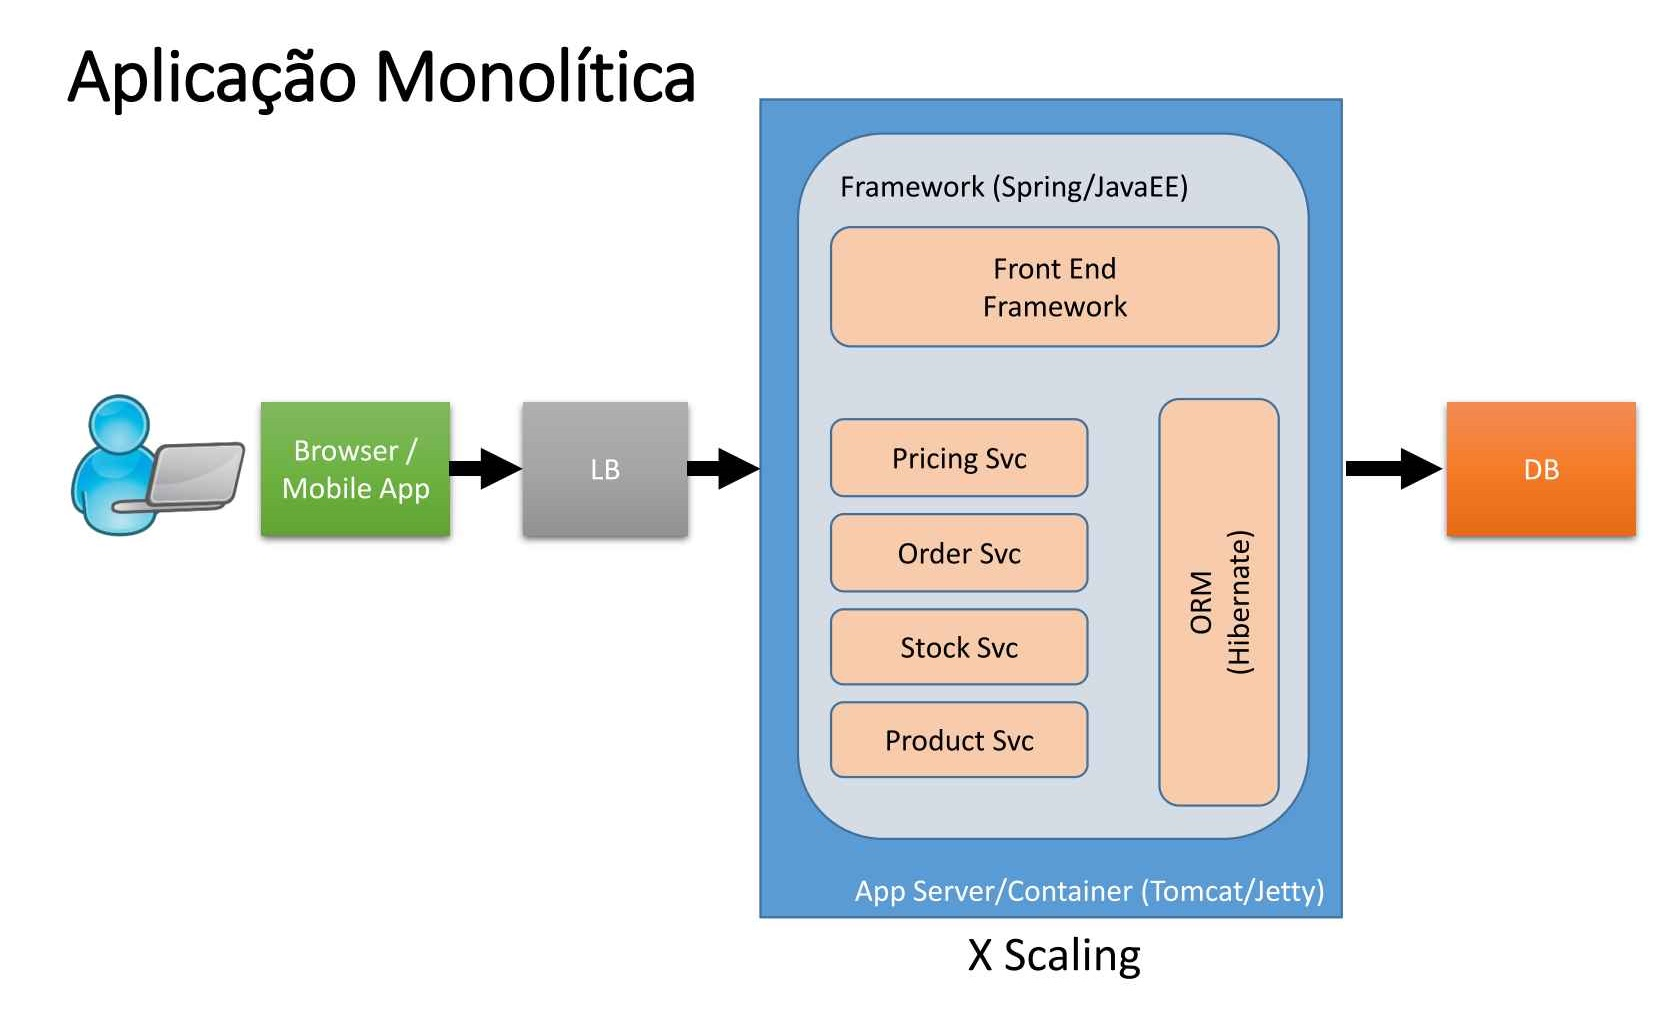 Aplicação Monolítica
Framework (Spring/JavaEE)
Front End
Framework
Browser /
Mobile App
LB
Pricing Svc
Order Svc
Stock Svc
Product Svc
ORM
(Hibernate)
DB
App Server/Container (Tomcat/Jetty)
X Scaling